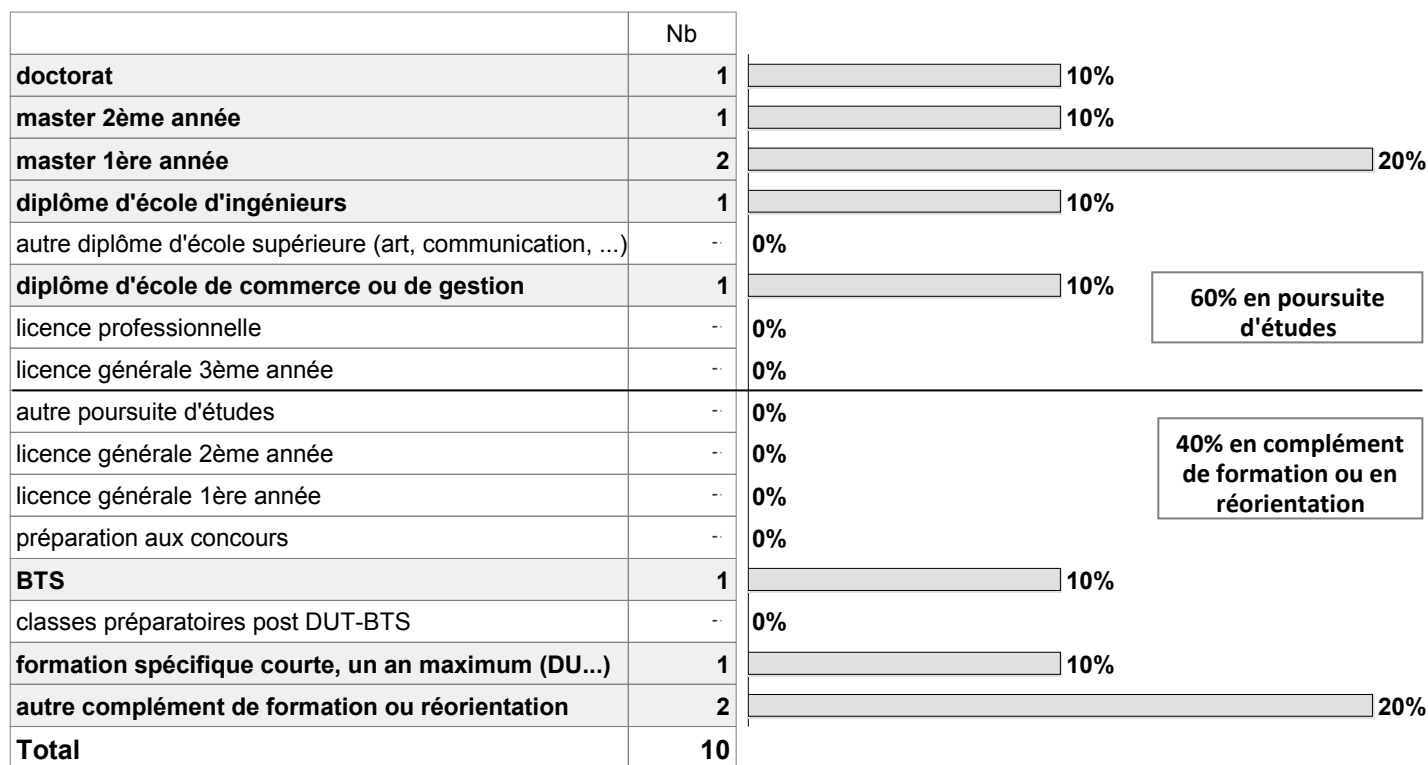 Nb
doctorat 1 10%
master 2ème année 1 10%
master 1ère année 2 20%
diplôme d'école d'ingénieurs 1 10%
autre diplôme d'école supérieure (art, communication, ...) -- 0%
diplôme d'école de commerce ou de gestion 1 10%
licence professionnelle -- 0%
licence générale 3ème année -- 0%
60% en poursuite
d'études
autre poursuite d'études -- 0%
licence générale 2ème année -- 0%
licence générale 1ère année -- 0%
préparation aux concours -- 0%
40% en complément
de formation ou en
réorientation
BTS 1 10%
classes préparatoires post DUT-BTS -- 0%
formation spécifique courte, un an maximum (DU...) 1 10%
autre complément de formation ou réorientation 2 20%
Total 10